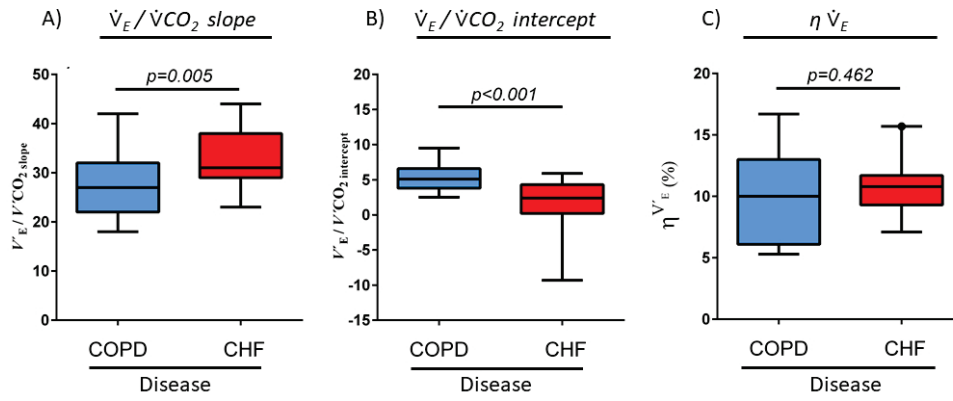 A) V̇E / V̇CO2 slope
p=0.005
50
40
30
20
10
0
V′E / V′CO2 slope
COPD CHF
Disease
B) V̇E / V̇CO2 intercept
p<0.001
20
15
10
5
0
-5
-10
-15
V′E / V′CO2 intercept
COPD CHF
Disease
C) η V̇E
p=0.462
20
15
10
5
0
η V′E (%)
COPD CHF
Disease